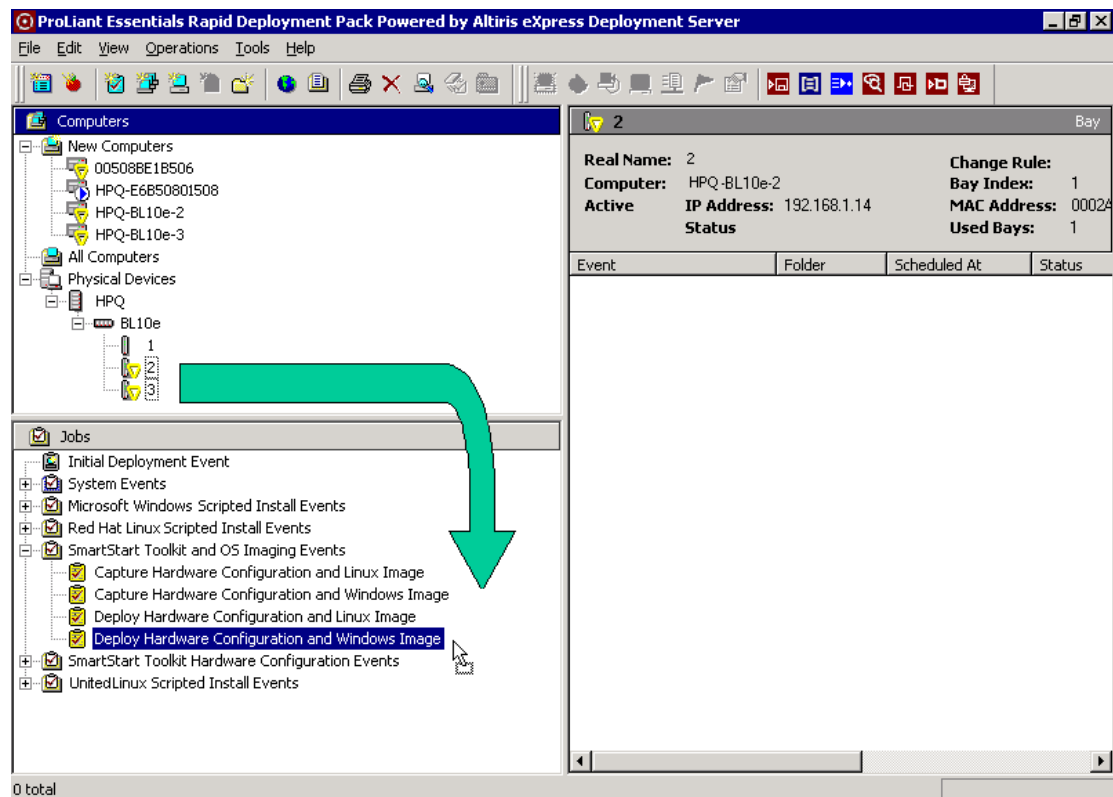 ProLiant Essentials Rapid Deployment Pack Powered by Altiris eXpress Deployment Server
File Edit View Operations Tools Help
Computers
New Computers
00508BE1B506
HPQ-E6B50801508
HPQ-BL10e-2
HPQ-BL10e-3
All Computers
Physical Devices
HPQ
BL10e
1
2
3
Jobs
Initial Deployment Event
System Events
Microsoft Windows Scripted Install Events
Red Hat Linux Scripted Install Events
SmartStart Toolkit and OS Imaging Events
Capture Hardware Configuration and Linux Image
Capture Hardware Configuration and Windows Image
Deploy Hardware Configuration and Linux Image
Deploy Hardware Configuration and Windows Image
SmartStart Toolkit Hardware Configuration Events
UnitedLinux Scripted Install Events
2 Bay
Real Name: 2 Change Rule:
Computer: HPQ-BL10e-2 Bay Index: 1
Active IP Address: 192.168.1.14 MAC Address: 0002A
Status Used Bays: 1
Event Folder Scheduled At Status
0 total